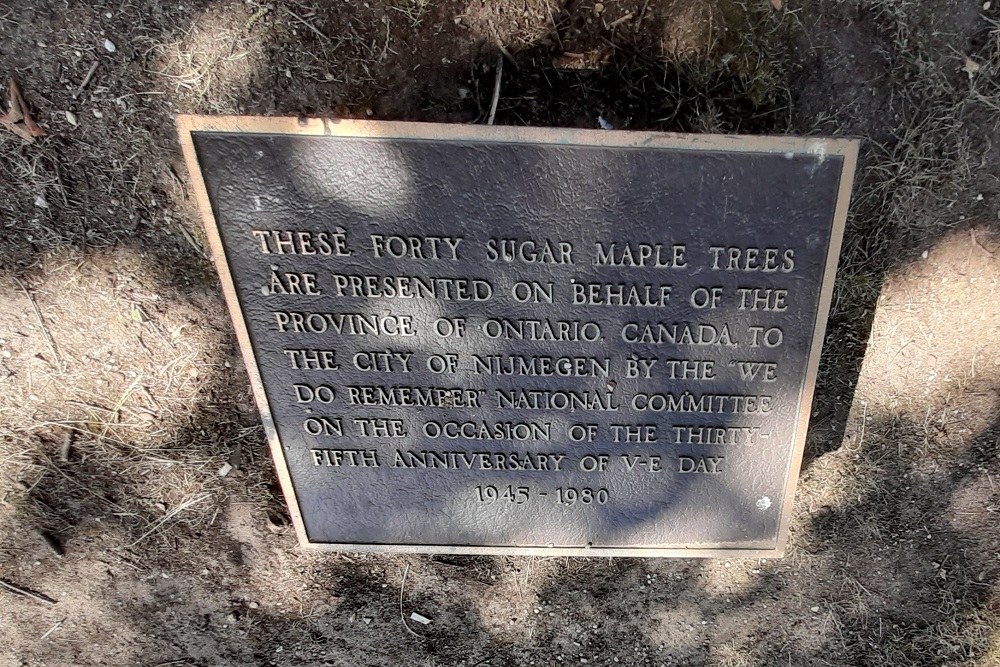 THESE FORTY SUGAR MAPLE TREES
ARE PRESENTED ON BEHALF OF THE
PROVINCE OF ONTARIO, CANADA, TO
THE CITY OF NIJMEGEN BY THE "WE
DO REMEMBER" NATIONAL COMMITTEE
ON THE OCCASION OF THE THIRTY-
FIFTH ANNIVERSARY OF V-E DAY.
1945 - 1980